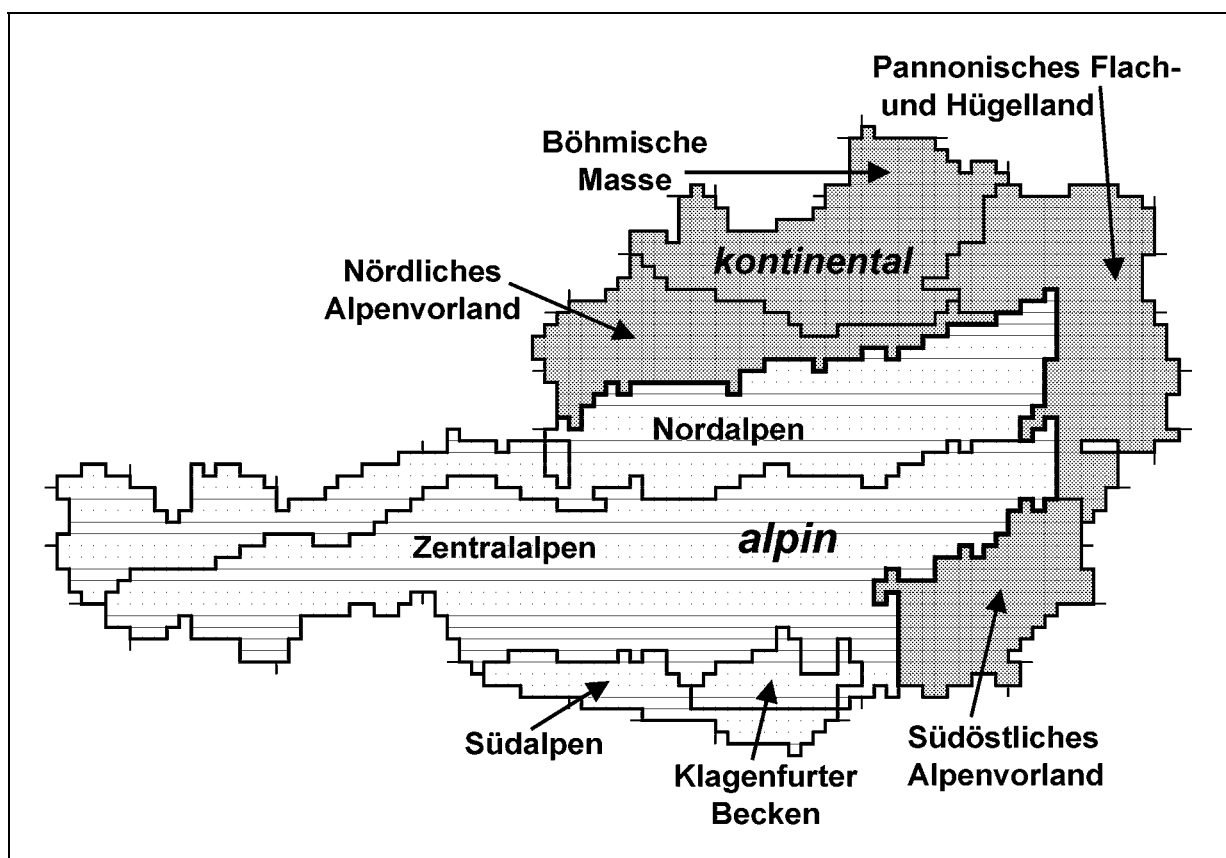 Pannonisches Flach-
und Hügelland
Böhmische
Masse
kontinental
Nördliches
Alpenvorland
Nordalpen
alpin
Zentralalpen
Südalpen
Klagenfurter
Becken
Südöstliches
Alpenvorland